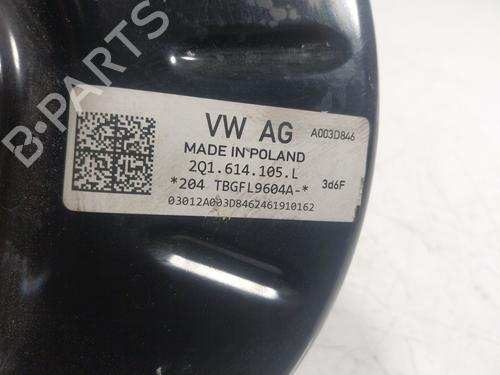 VW AG
A003D846
MADE IN POLAND
2Q1.614.105.L
*204 TBGFL9604A-*
3d6F
03012A003D8462461910162
B-PARTS